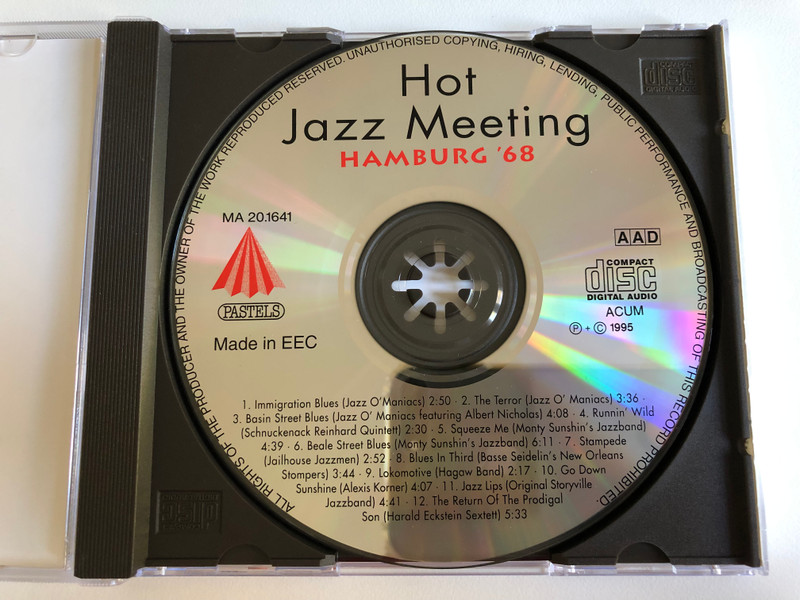 ALL RIGHTS OF THE PRODUCER AND THE OWNER OF THE WORK REPRODUCED RESERVED. UNAUTHORISED COPYING, HIRING, LENDING, PUBLIC PERFORMANCE AND BROADCASTING OF THIS RECORD PROHIBITED.
Hot
Jazz Meeting
HAMBURG '68
MA 20.1641
PASTELS
Made in EEC
AAD
COMPACT
disc
DIGITAL AUDIO
ACUM
Ⓟ + Ⓒ 1995
1. Immigration Blues (Jazz O'Maniacs) 2:50 · 2. The Terror (Jazz O' Maniacs) 3:36 ·
3. Basin Street Blues (Jazz O' Maniacs featuring Albert Nicholas) 4:08 · 4. Runnin' Wild
(Schnuckenack Reinhard Quintett) 2:30 · 5. Squeeze Me (Monty Sunshin's Jazzband)
4:39 · 6. Beale Street Blues (Monty Sunshin's Jazzband) 6:11 · 7. Stampede
(Jailhouse Jazzmen) 2:52 · 8. Blues In Third (Basse Seidelin's New Orleans
Stompers) 3:44 · 9. Lokomotive (Hagaw Band) 2:17 · 10. Go Down
Sunshine (Alexis Korner) 4:07 · 11. Jazz Lips (Original Storyville
Jazzband) 4:41 · 12. The Return Of The Prodigal
Son (Harald Eckstein Sextett) 5:33
COMPACT
disc
DIGITAL AUDIO
disc